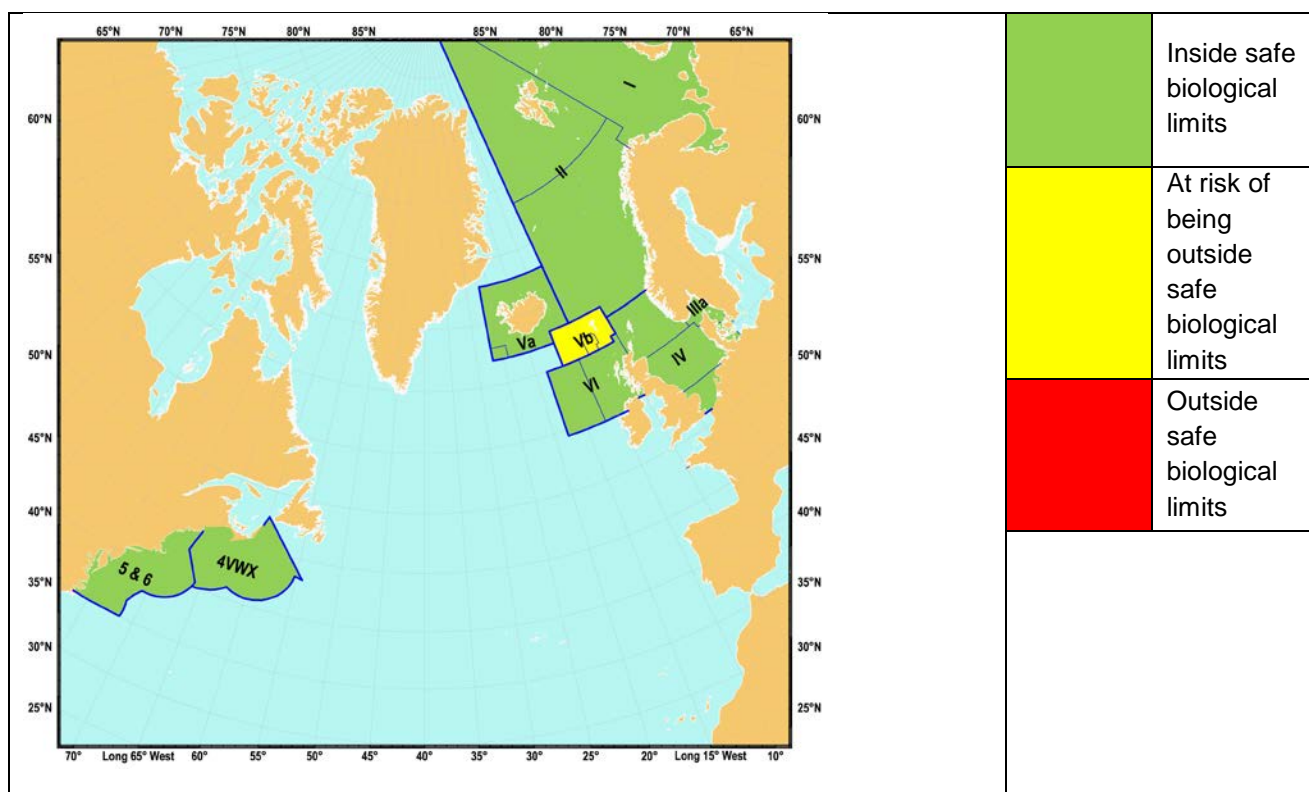 65°N 70°N 75°N 80°N 85°N 85°N 80°N 75°N 70°N 65°N
60°N
55°N
50°N
45°N
40°N
35°N
30°N
25°N
60°N
55°N
50°N
45°N
40°N
35°N
30°N
25°N
I
II
IIIa
IV
Va
Vb
VI
4VWX
5 & 6
70° Long 65° West 60° 55° 50° 45° 40° 35° 30° 25° 20° Long 15° West 10°
Inside safe
biological
limits
At risk of
being
outside
safe
biological
limits
Outside
safe
biological
limits